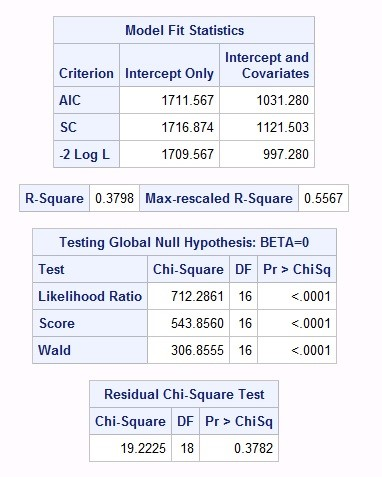 Model Fit Statistics
Criterion Intercept Only Intercept and Covariates
AIC 1711.567 1031.280
SC 1716.874 1121.503
-2 Log L 1709.567 997.280
R-Square 0.3798 Max-rescaled R-Square 0.5567
Testing Global Null Hypothesis: BETA=0
Test Chi-Square DF Pr > ChiSq
Likelihood Ratio 712.2861 16 <.0001
Score 543.8560 16 <.0001
Wald 306.8555 16 <.0001
Residual Chi-Square Test
Chi-Square DF Pr > ChiSq
19.2225 18 0.3782